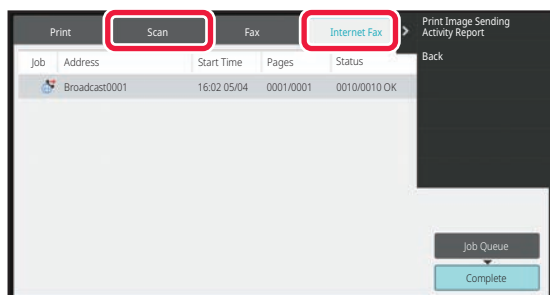 Print Scan Fax Internet Fax
Job Address Start Time Pages Status
Broadcast0001 16:02 05/04 0001/0001 0010/0010 OK
Print Image Sending
Activity Report
Back
Job Queue
Complete